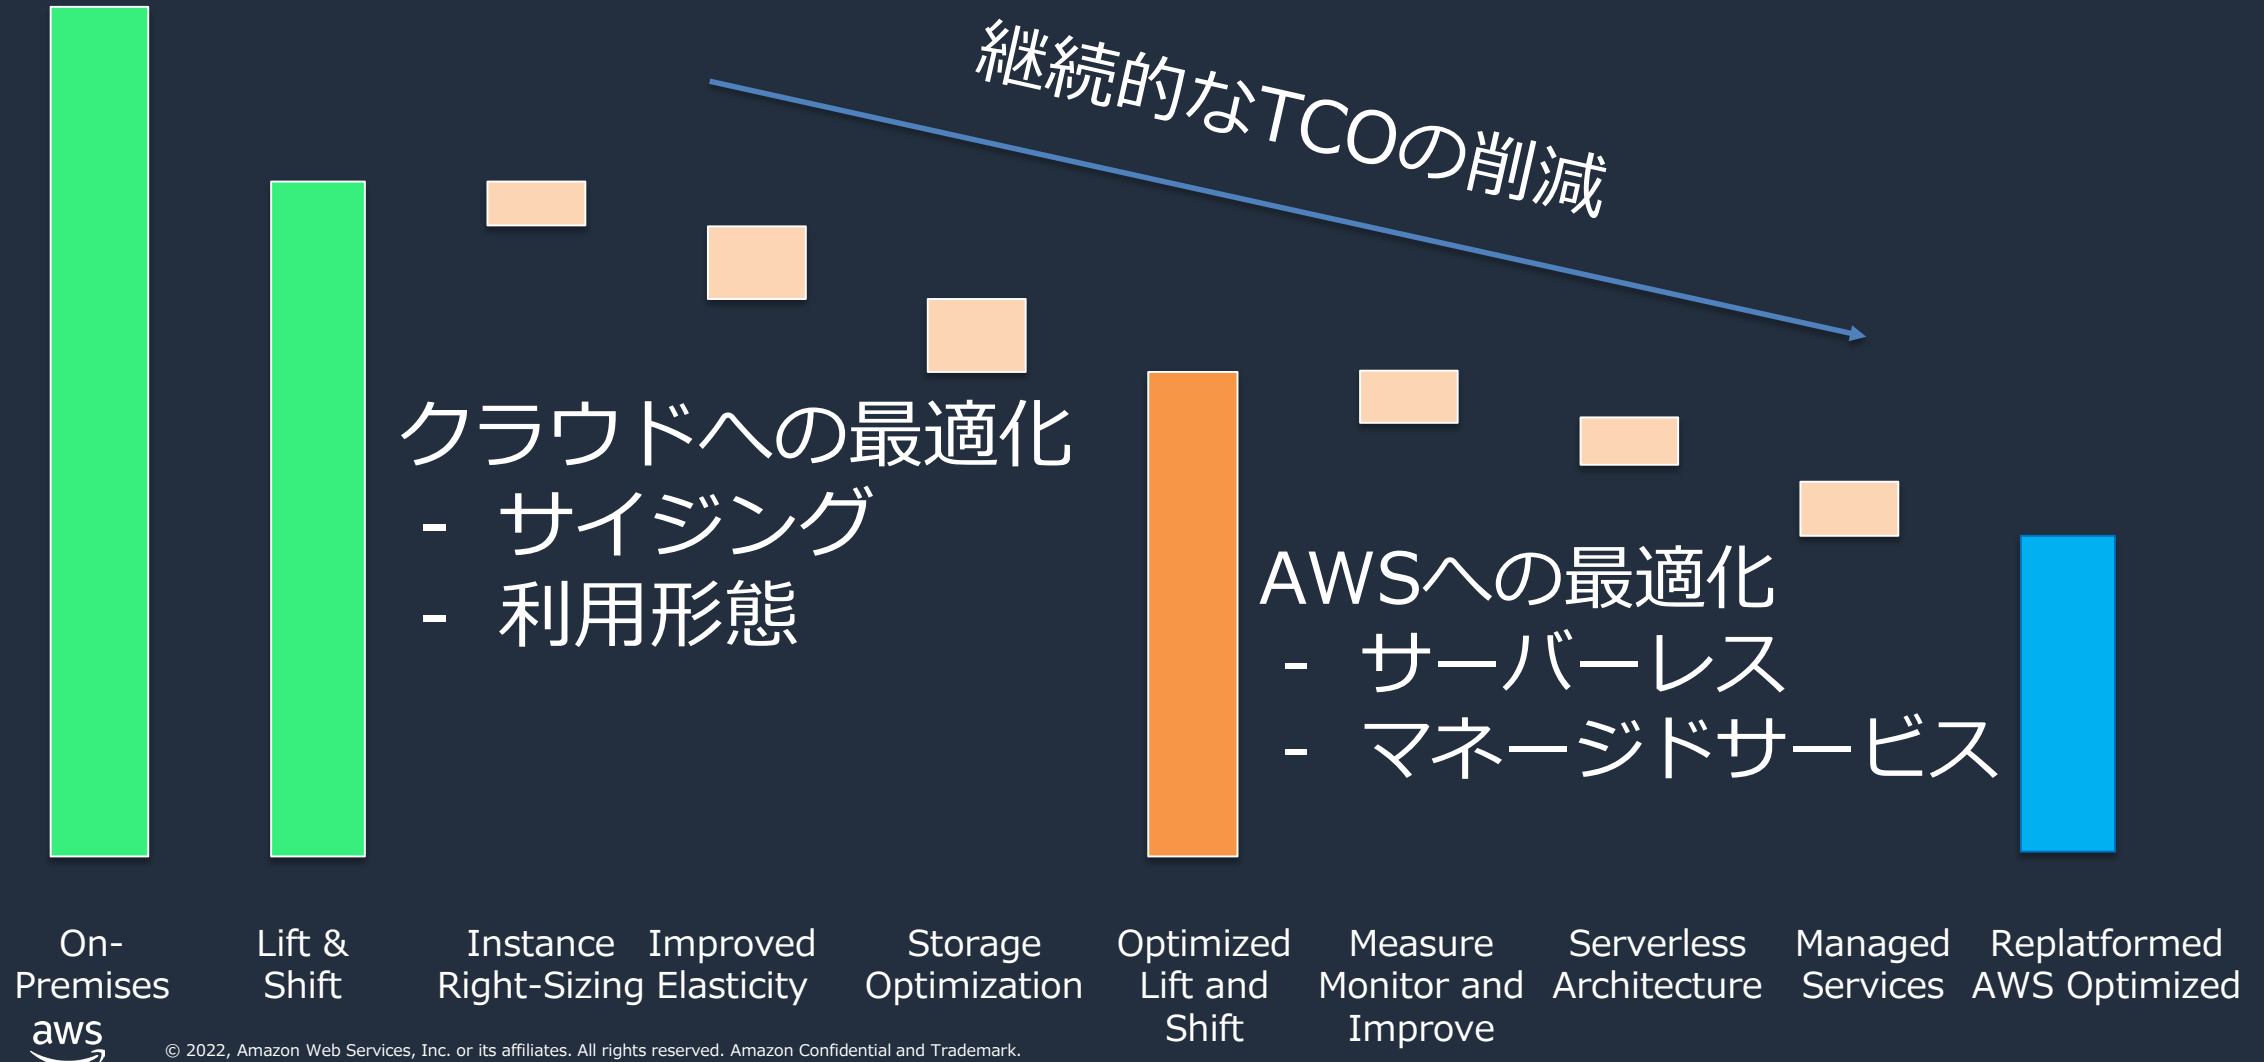 継続的なTCOの削減
クラウドへの最適化
- サイジング
- 利用形態
AWSへの最適化
- サーバーレス
- マネージドサービス
On-
Premises
Lift &
Shift
Instance
Right-Sizing
Improved
Elasticity
Storage
Optimization
Optimized
Lift and
Shift
Measure
Monitor and
Improve
Serverless
Architecture
Managed
Services
Replatformed
AWS Optimized
aws
© 2022, Amazon Web Services, Inc. or its affiliates. All rights reserved. Amazon Confidential and Trademark.